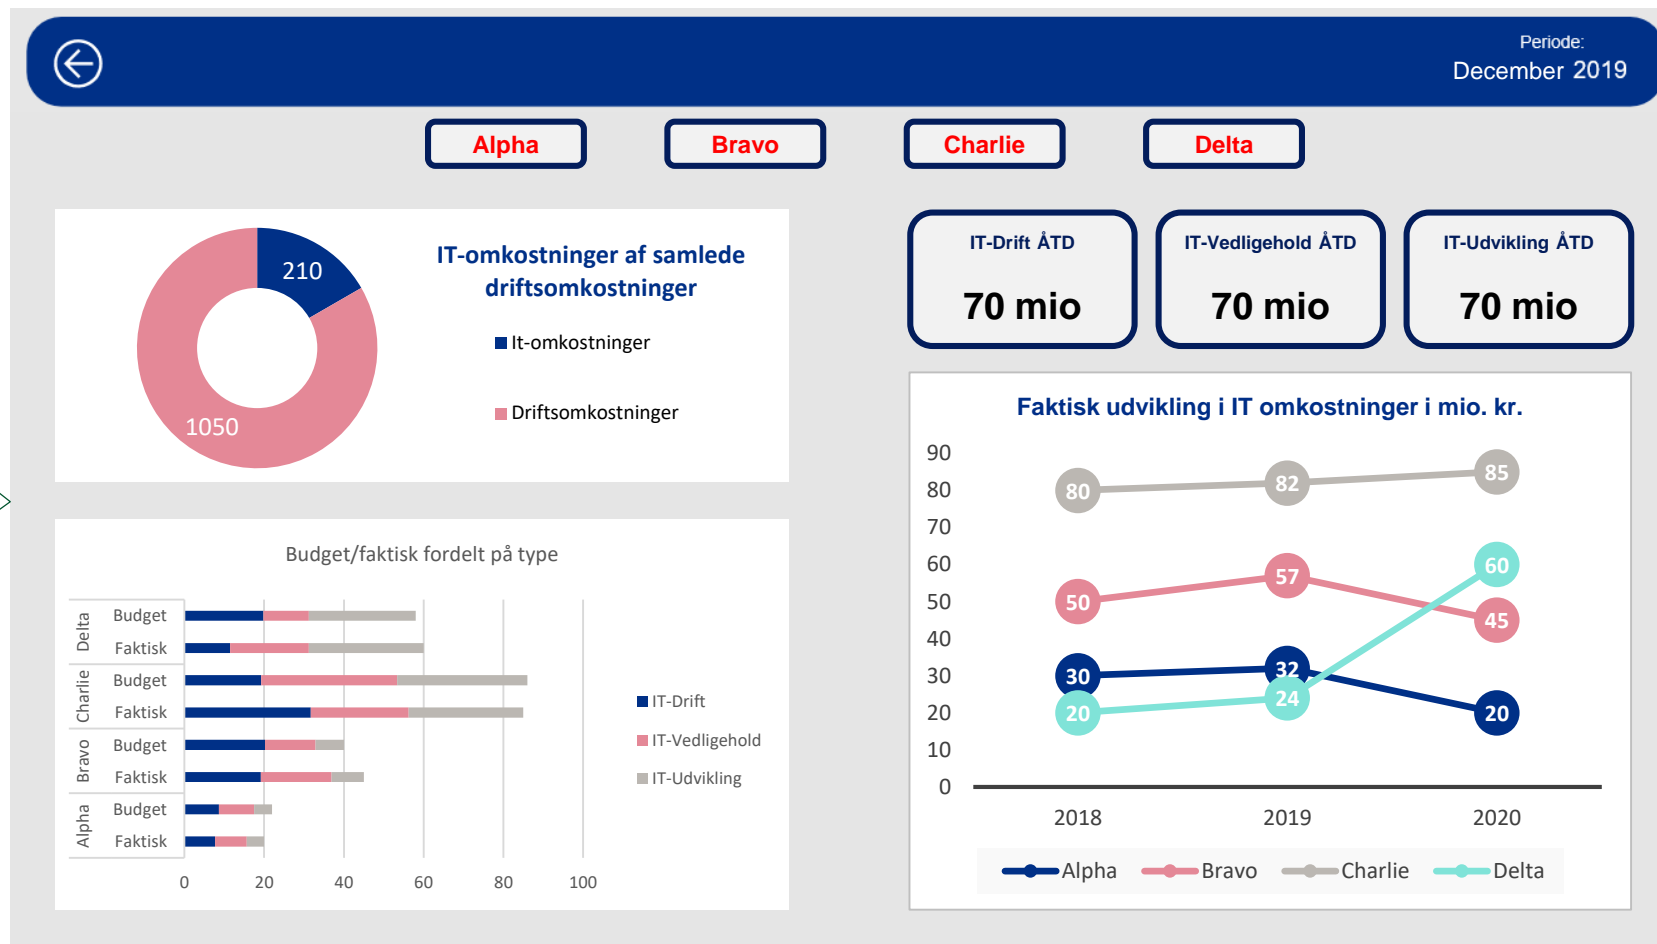 Periode:
December 2019
Alpha
Bravo
Charlie
Delta
IT-omkostninger af samlede
driftsomkostninger
210
1050
It-omkostninger
Driftsomkostninger
IT-Drift ÅTD
70 mio
IT-Vedligehold ÅTD
70 mio
IT-Udvikling ÅTD
70 mio
Budget/faktisk fordelt på type
Delta
Budget
Faktisk
Charlie
Budget
Faktisk
Bravo
Budget
Faktisk
Alpha
Budget
Faktisk
0 20 40 60 80 100
IT-Drift
IT-Vedligehold
IT-Udvikling
Faktisk udvikling i IT omkostninger i mio. kr.
90
80
70
60
50
40
30
20
10
0
80 82 85
50 57 45
30 32 20
20 24 60
2018 2019 2020
Alpha Bravo Charlie Delta